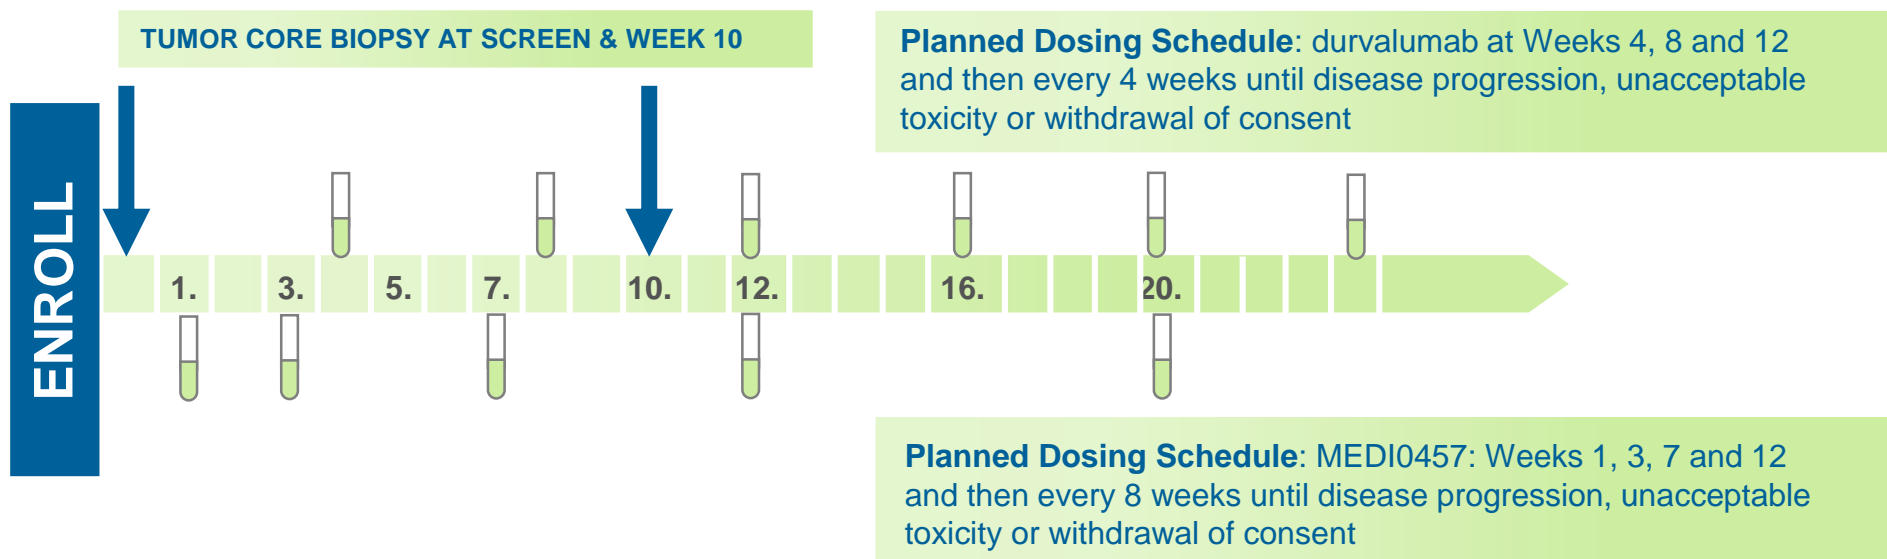 TUMOR CORE BIOPSY AT SCREEN & WEEK 10
Planned Dosing Schedule: durvalumab at Weeks 4, 8 and 12
and then every 4 weeks until disease progression, unacceptable
toxicity or withdrawal of consent
ENROLL
1. 3. 5. 7. 10. 12. 16. 20.
Planned Dosing Schedule: MEDI0457: Weeks 1, 3, 7 and 12
and then every 8 weeks until disease progression, unacceptable
toxicity or withdrawal of consent